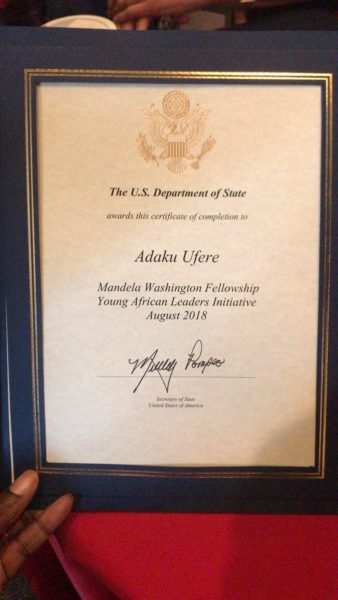 The U.S. Department of State
awards this certificate of completion to
Adaku Ufere
Mandela Washington Fellowship
Young African Leaders Initiative
August 2018
Secretary of State
United States of America